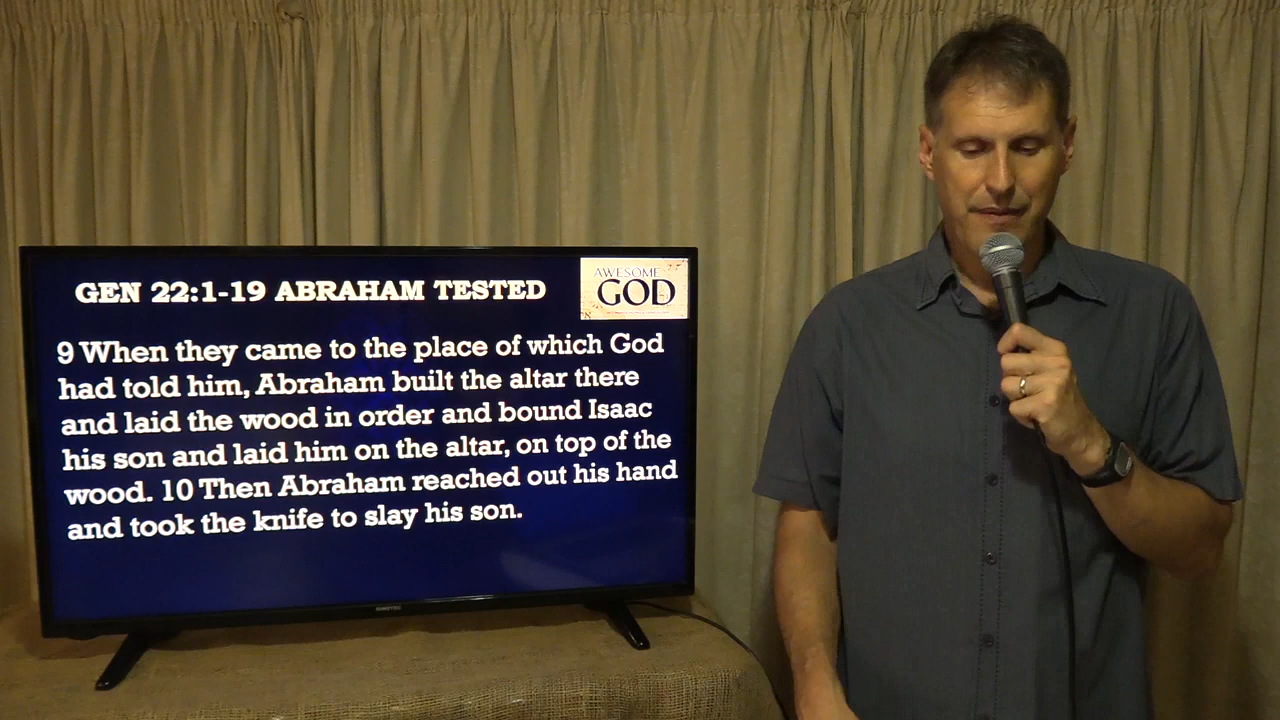 GEN 22:1-19 ABRAHAM TESTED
AWESOME
GOD
9 When they came to the place of which God
had told him, Abraham built the altar there
and laid the wood in order and bound Isaac
his son and laid him on the altar, on top of the
wood. 10 Then Abraham reached out his hand
and took the knife to slay his son.